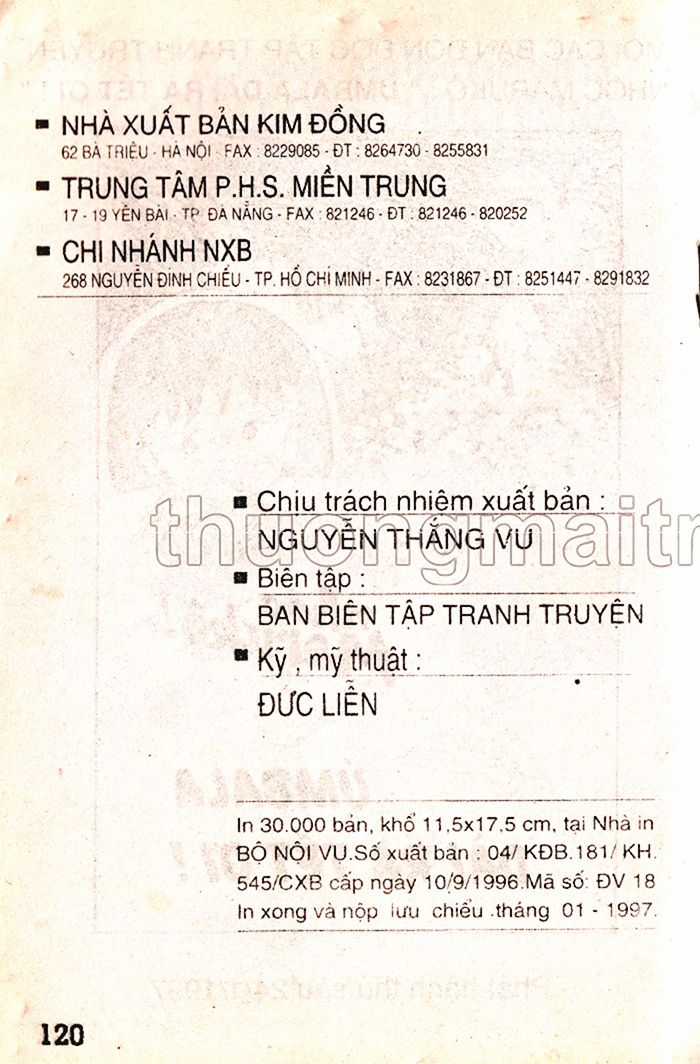 NHÀ XUẤT BẢN KIM ĐỒNG
62 BÀ TRIỆU - HÀ NỘI - FAX : 8229085 - ĐT : 8264730 - 8255831
TRUNG TÂM P.H.S. MIỀN TRUNG
17 - 19 YÊN BÁI - TP ĐÀ NẴNG - FAX : 821246 - ĐT : 821246 - 820252
CHI NHÁNH NXB
268 NGUYỄN ĐÌNH CHIỂU - TP. HỒ CHÍ MINH - FAX : 8231867 - ĐT : 8251447 - 8291832
Chịu trách nhiệm xuất bản :
thuongmaitr
NGUYỄN THẮNG VU
Biên tập :
BAN BIÊN TẬP TRANH TRUYỆN
Kỹ , mỹ thuật :
ĐỨC LIỄN
In 30.000 bản, khổ 11,5x17,5 cm, tại Nhà in
BỘ NỘI VỤ.Số xuất bản : 04/ KĐB.181/ KH.
545/CXB cấp ngày 10/9/1996.Mã số: ĐV 18
In xong và nộp lưu chiểu .tháng 01 - 1997.
120